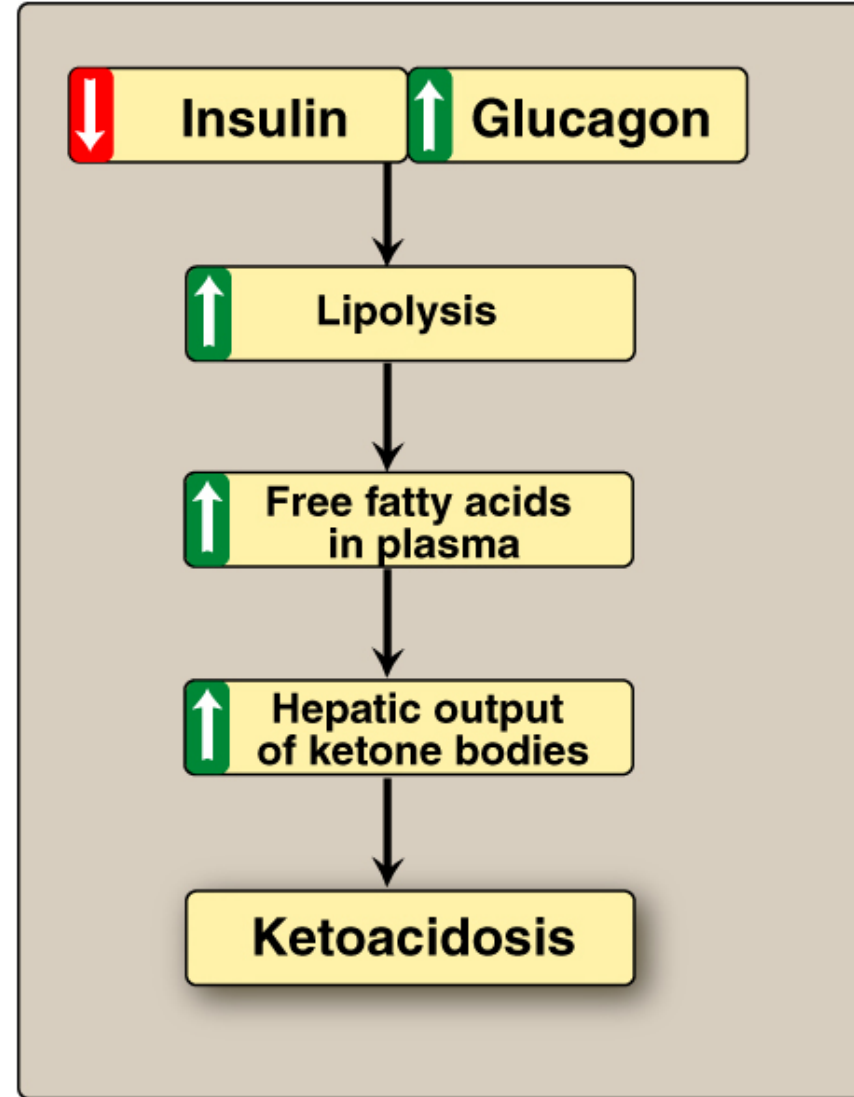 Insulin
Glucagon
Lipolysis
Free fatty acids
in plasma
Hepatic output
of ketone bodies
Ketoacidosis